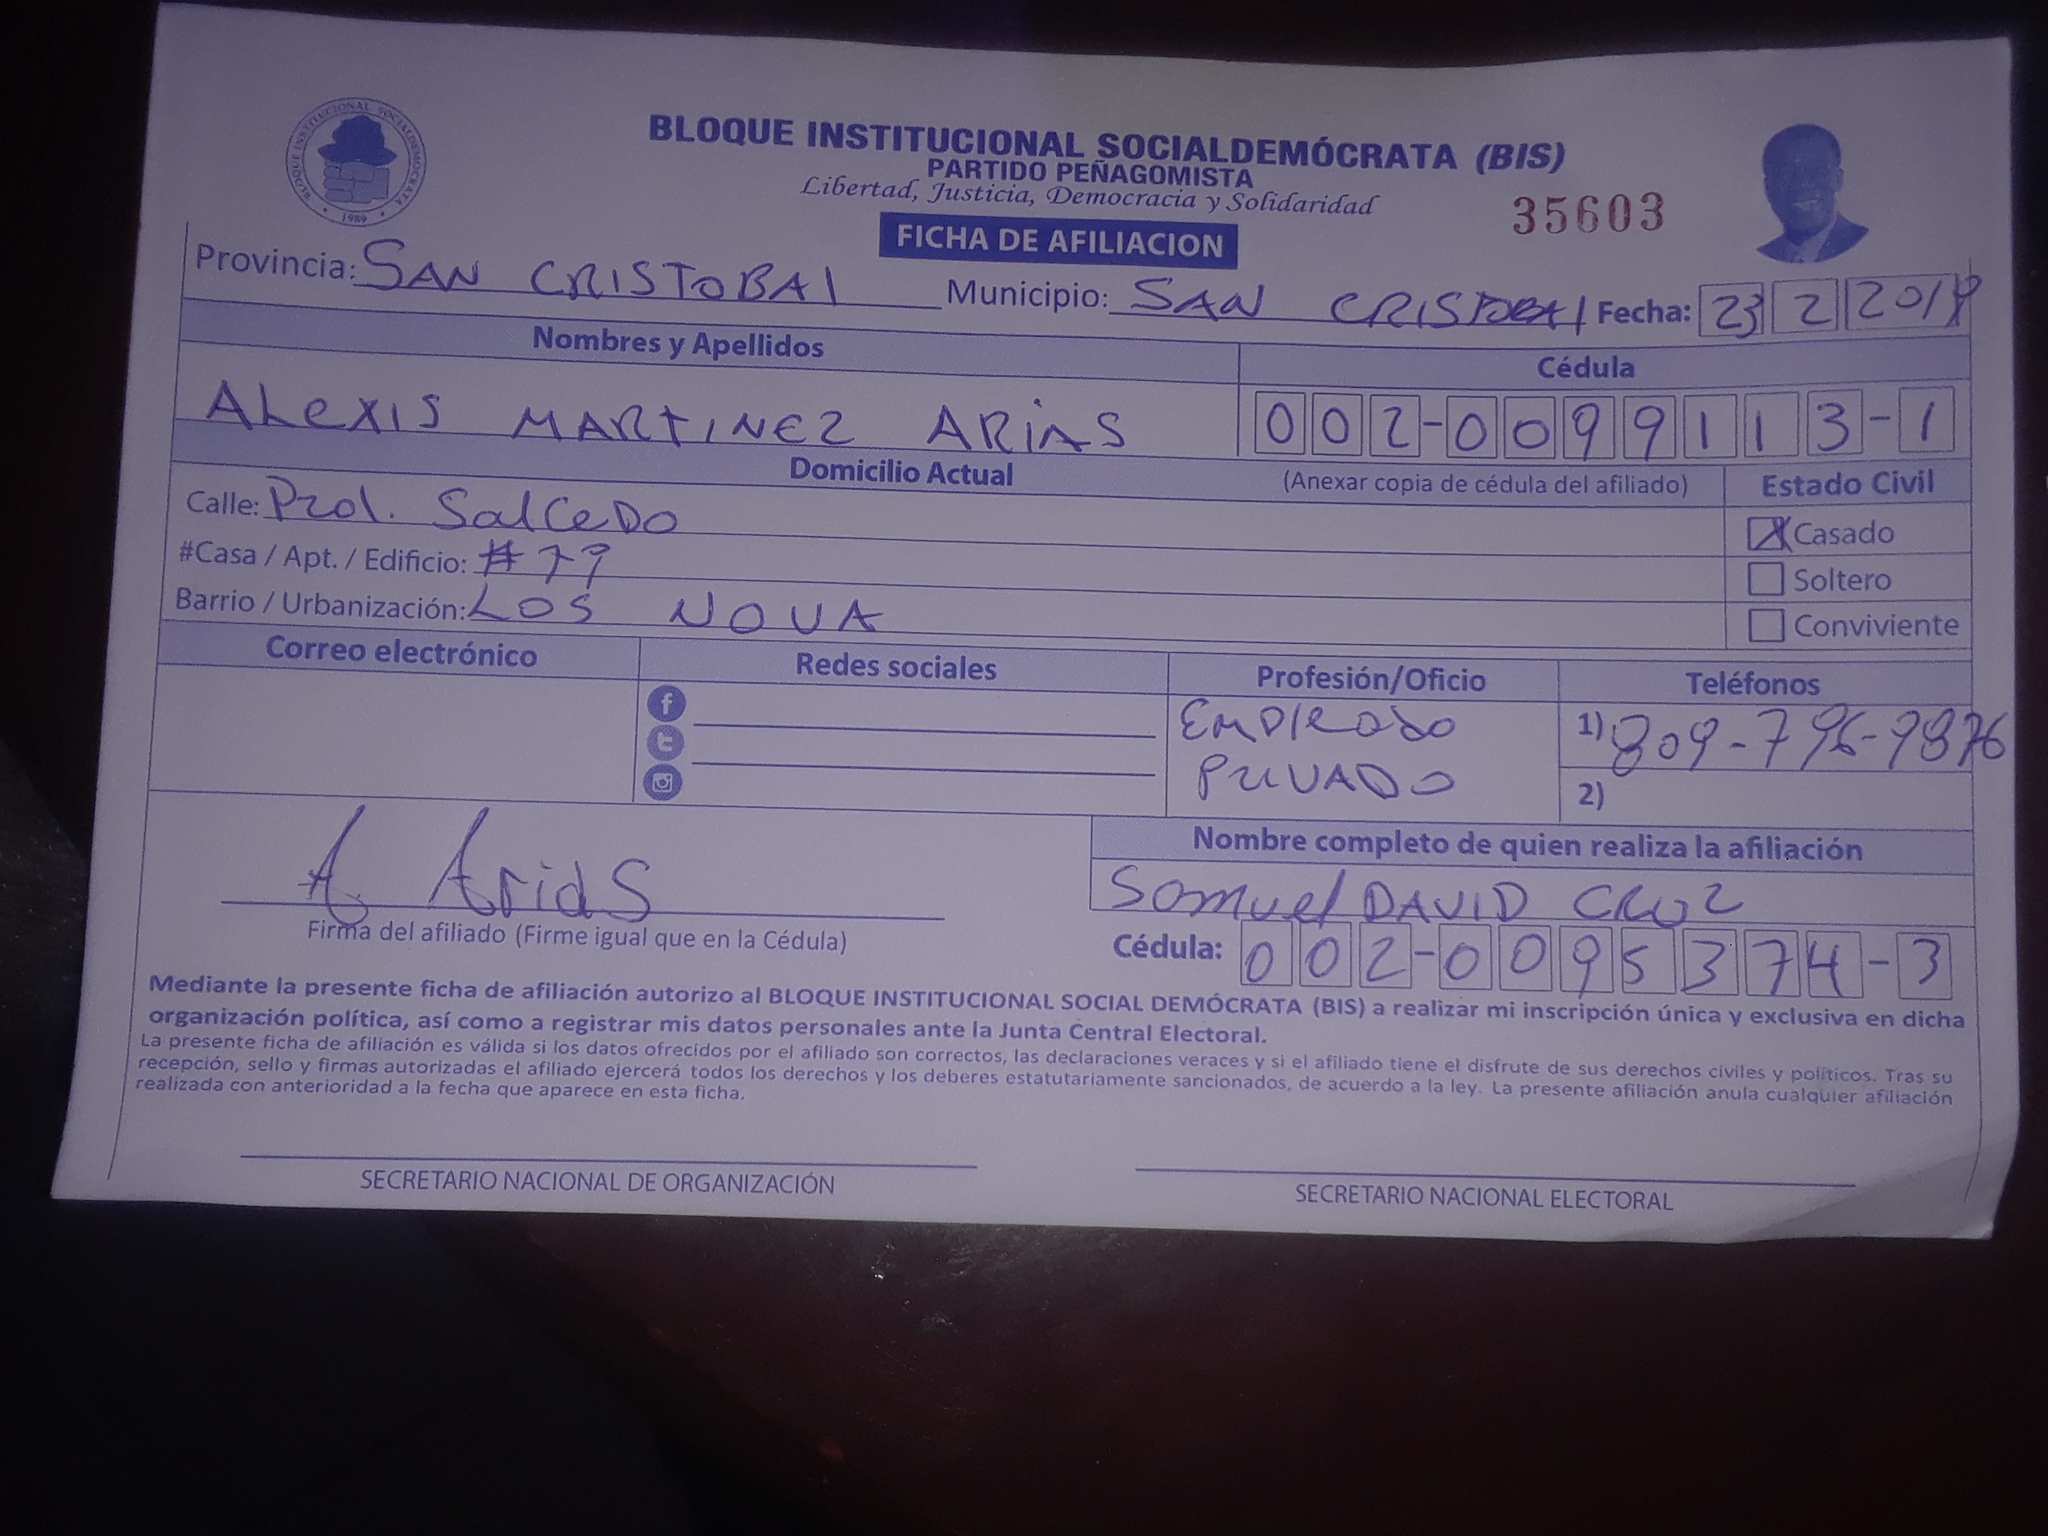 BLOQUE INSTITUCIONAL SOCIALDEMÓCRATA
1989
BLOQUE INSTITUCIONAL SOCIALDEMÓCRATA (BIS)
PARTIDO PEÑAGOMISTA
Libertad, Justicia, Democracia y Solidaridad
35603
FICHA DE AFILIACION
Provincia: SAN CRISTOBAl Municipio: SAN CRISTOBAl Fecha: 23 2 2019
Nombres y Apellidos Cédula
ALEXIS MARTINEZ ARIAS 002-0099113-1
Domicilio Actual (Anexar copia de cédula del afiliado) Estado Civil
Calle: Prol. SalCeDO X Casado
#Casa / Apt. / Edificio: # 79 Soltero
Barrio / Urbanización: LOS NOVA Conviviente
Correo electrónico Redes sociales Profesión/Oficio Teléfonos
EMPleado 1) 809-796-9876
PRIVADO 2)
Nombre completo de quien realiza la afiliación
A. Arias Samuel DAVID CRUZ
Firma del afiliado (Firme igual que en la Cédula) Cédula: 002-0095374-3
Mediante la presente ficha de afiliación autorizo al BLOQUE INSTITUCIONAL SOCIAL DEMÓCRATA (BIS) a realizar mi inscripción única y exclusiva en dicha
organización política, así como a registrar mis datos personales ante la Junta Central Electoral.
La presente ficha de afiliación es válida si los datos ofrecidos por el afiliado son correctos, las declaraciones veraces y si el afiliado tiene el disfrute de sus derechos civiles y políticos. Tras su
recepción, sello y firmas autorizadas el afiliado ejercerá todos los derechos y los deberes estatutariamente sancionados, de acuerdo a la ley. La presente afiliación anula cualquier afiliación
realizada con anterioridad a la fecha que aparece en esta ficha.
SECRETARIO NACIONAL DE ORGANIZACIÓN SECRETARIO NACIONAL ELECTORAL